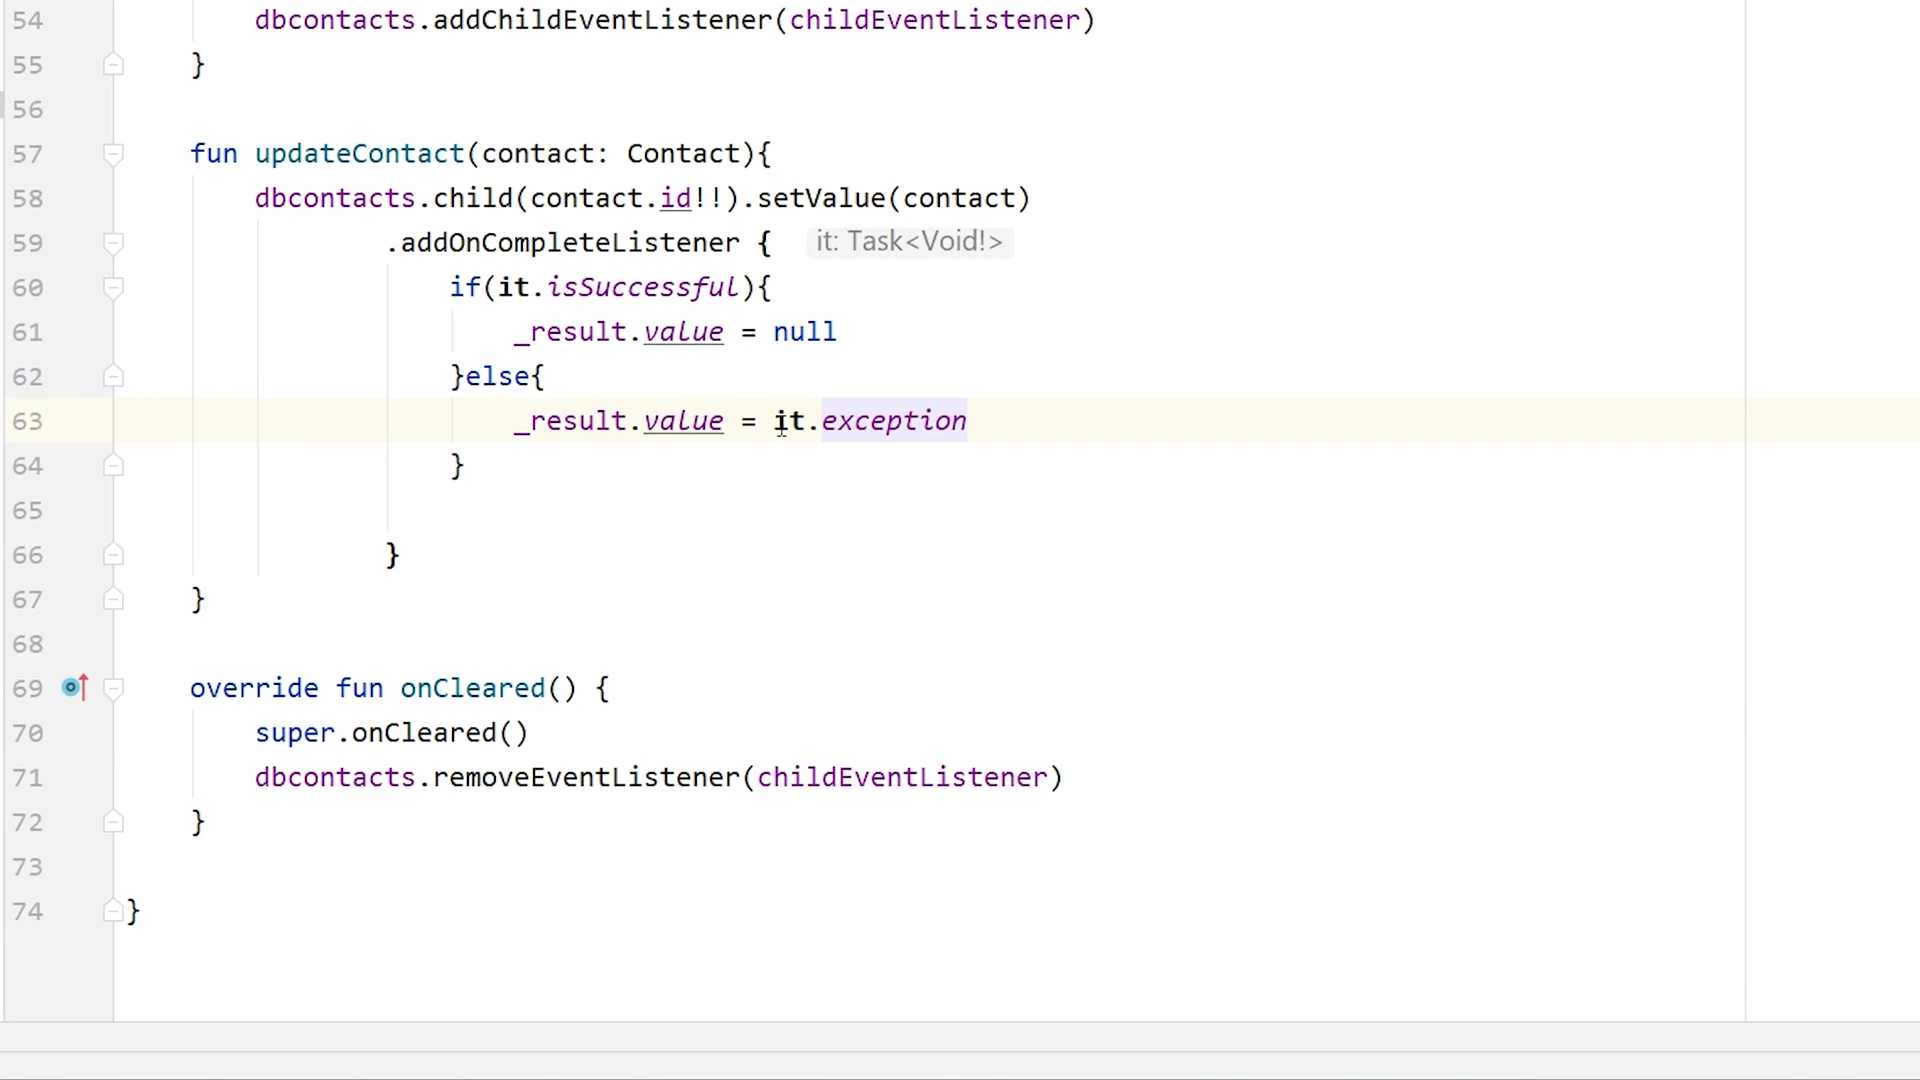 54 dbcontacts.addChildEventListener(childEventListener)
55 }
56
57 fun updateContact(contact: Contact){
58 dbcontacts.child(contact.id!!).setValue(contact)
59 .addOnCompleteListener { it: Task<Void!>
60 if(it.isSuccessful){
61 _result.value = null
62 }else{
63 _result.value = it.exception
64 }
65
66 }
67 }
68
69 override fun onCleared() {
70 super.onCleared()
71 dbcontacts.removeEventListener(childEventListener)
72 }
73
74 }